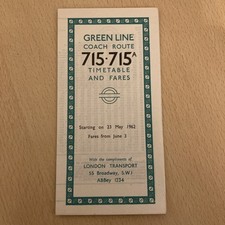 GREEN LINE
COACH ROUTE
715·715A
TIMETABLE
AND FARES
Starting on 23 May 1962
Fares from June 3
With the compliments of
LONDON TRANSPORT
55 Broadway, S.W.1
ABBey 1234